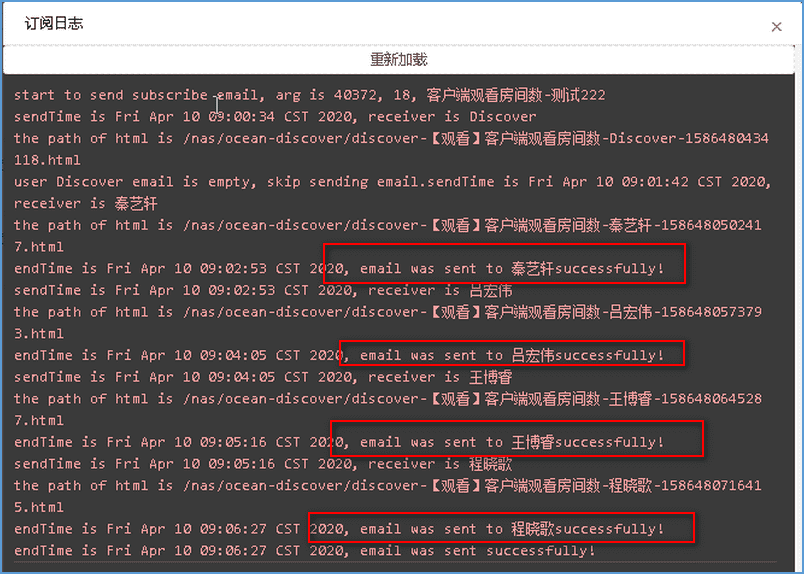 订阅日志
×
重新加载
start to send subscribe email, arg is 40372, 18, 客户端观看房间数-测试222
sendTime is Fri Apr 10 09:00:34 CST 2020, receiver is Discover
the path of html is /nas/ocean-discover/discover-【观看】客户端观看房间数-Discover-1586480434
118.html
user Discover email is empty, skip sending email.sendTime is Fri Apr 10 09:01:42 CST 2020,
receiver is 秦艺轩
the path of html is /nas/ocean-discover/discover-【观看】客户端观看房间数-秦艺轩-158648050241
7.html
endTime is Fri Apr 10 09:02:53 CST 2020, email was sent to 秦艺轩successfully!
sendTime is Fri Apr 10 09:02:53 CST 2020, receiver is 吕宏伟
the path of html is /nas/ocean-discover/discover-【观看】客户端观看房间数-吕宏伟-158648057379
3.html
endTime is Fri Apr 10 09:04:05 CST 2020, email was sent to 吕宏伟successfully!
sendTime is Fri Apr 10 09:04:05 CST 2020, receiver is 王博睿
the path of html is /nas/ocean-discover/discover-【观看】客户端观看房间数-王博睿-158648064528
7.html
endTime is Fri Apr 10 09:05:16 CST 2020, email was sent to 王博睿successfully!
sendTime is Fri Apr 10 09:05:16 CST 2020, receiver is 程晓歌
the path of html is /nas/ocean-discover/discover-【观看】客户端观看房间数-程晓歌-158648071641
5.html
endTime is Fri Apr 10 09:06:27 CST 2020, email was sent to 程晓歌successfully!
endTime is Fri Apr 10 09:06:27 CST 2020, email was sent successfully!